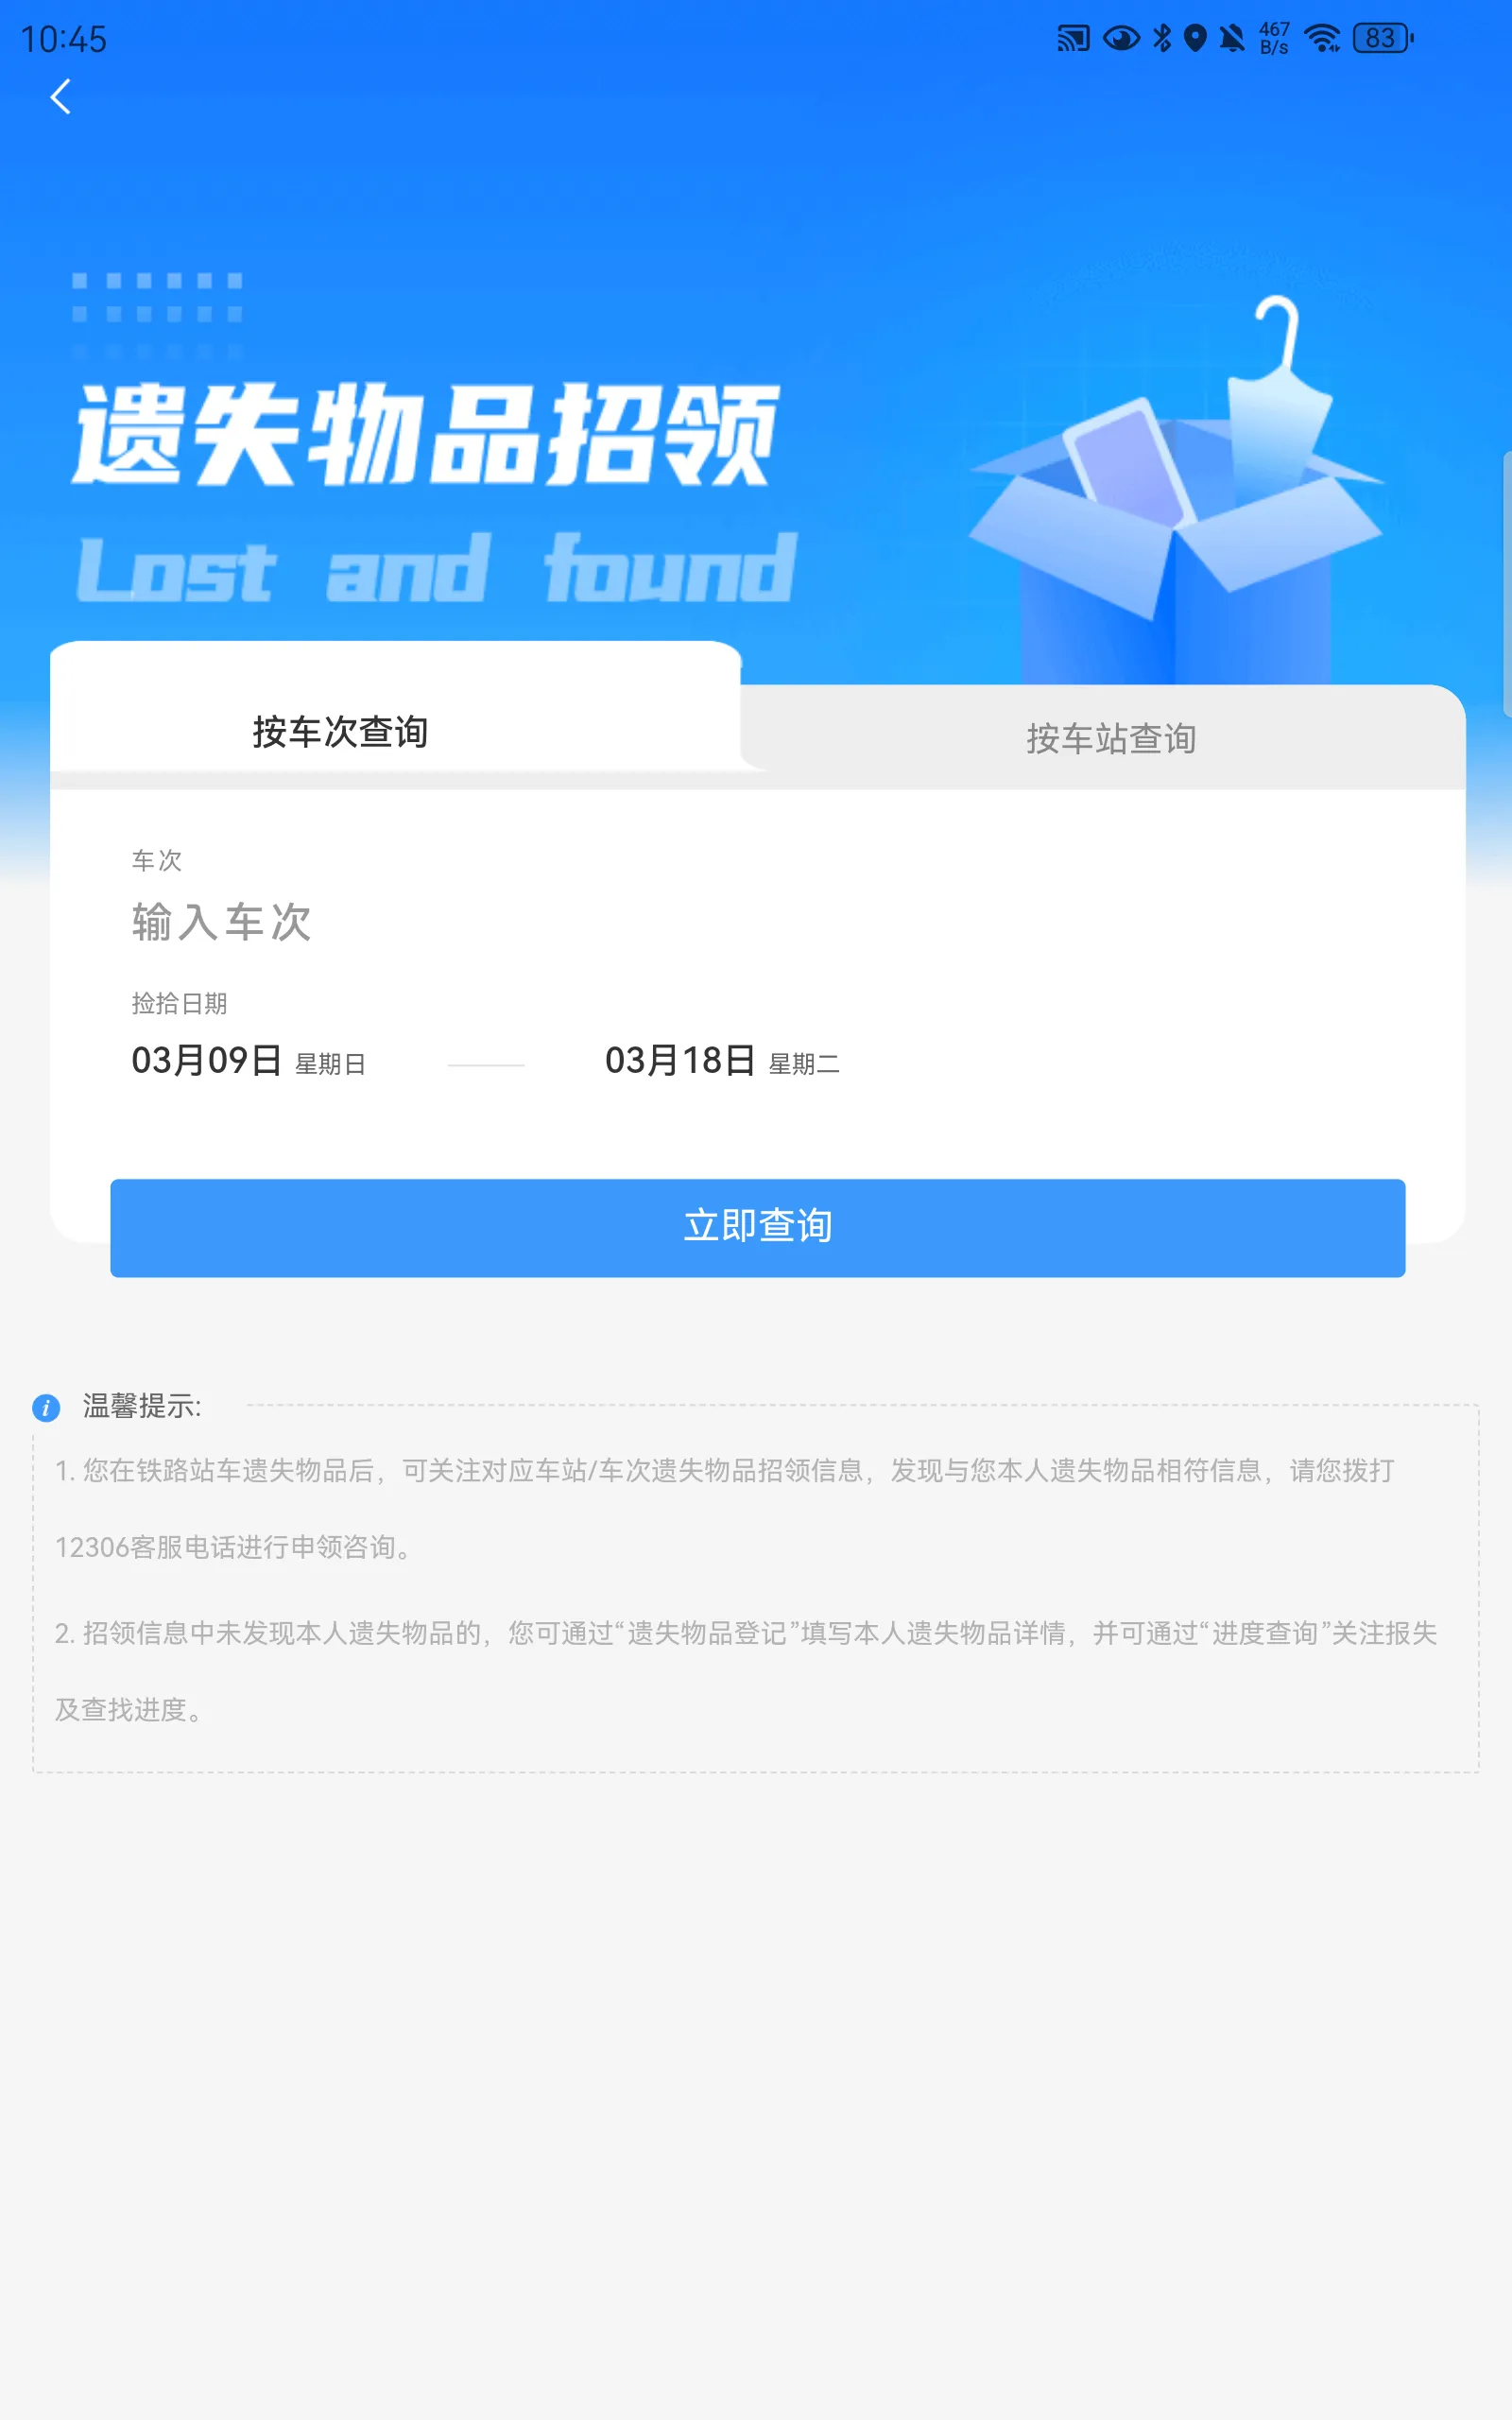 10:45
467
B/s
83
遗失物品招领
Lost and found
按车次查询
按车站查询
车次
输入车次
捡拾日期
03月09日 星期日
03月18日 星期二
立即查询
温馨提示:
1. 您在铁路站车遗失物品后，可关注对应车站/车次遗失物品招领信息，发现与您本人遗失物品相符信息，请您拨打
12306客服电话进行申领咨询。
2. 招领信息中未发现本人遗失物品的，您可通过“遗失物品登记”填写本人遗失物品详情，并可通过“进度查询”关注报失
及查找进度。